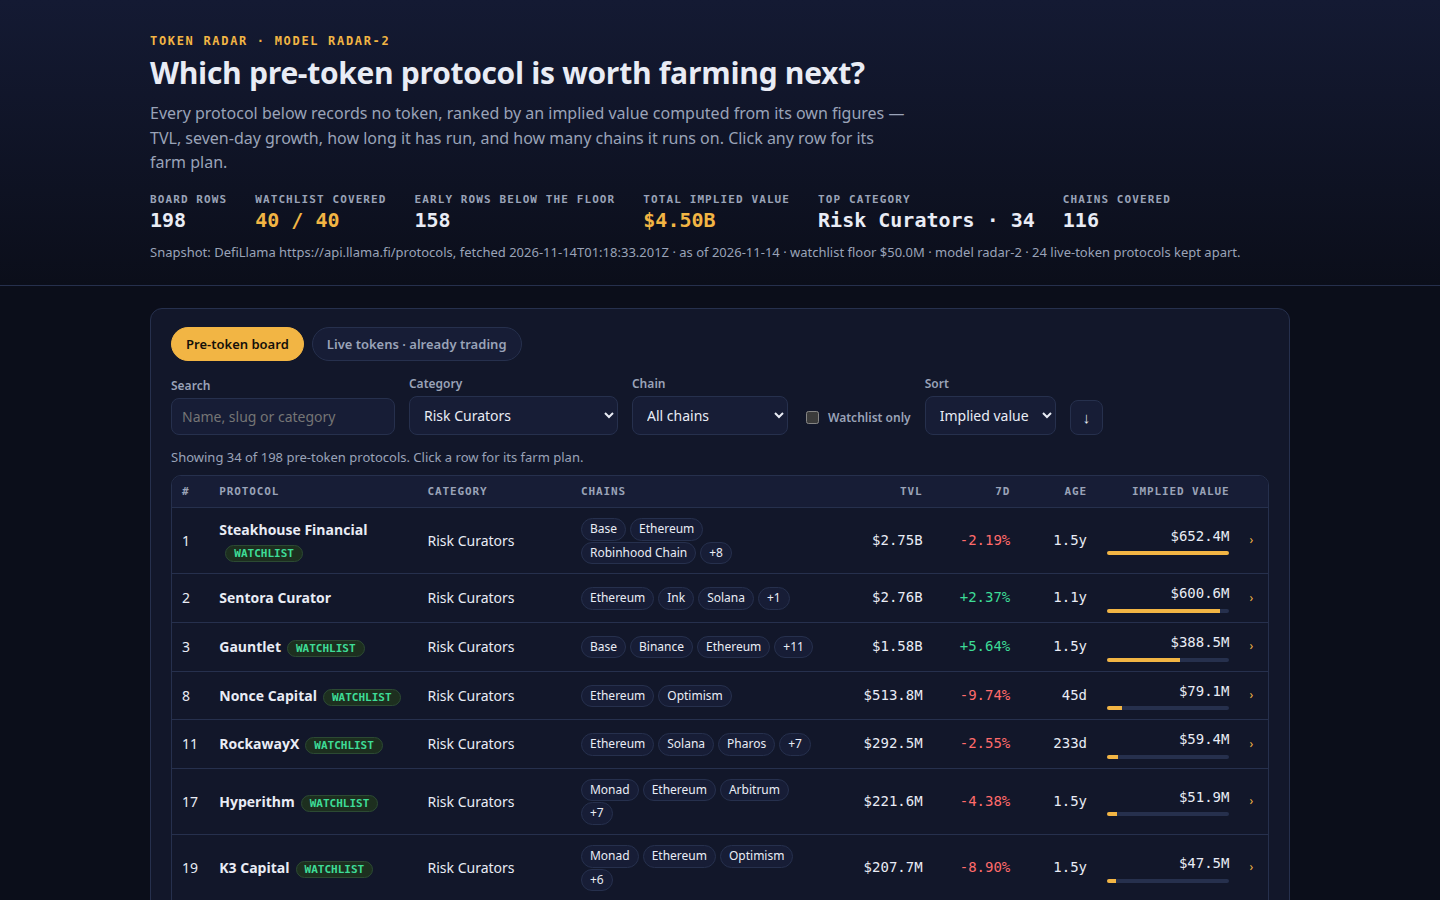 TOKEN RADAR · MODEL RADAR-2
Which pre-token protocol is worth farming next?
Every protocol below records no token, ranked by an implied value computed from its own figures —
TVL, seven-day growth, how long it has run, and how many chains it runs on. Click any row for its
farm plan.
BOARD ROWS WATCHLIST COVERED EARLY ROWS BELOW THE FLOOR TOTAL IMPLIED VALUE TOP CATEGORY CHAINS COVERED
198 40 / 40 158 $4.50B Risk Curators · 34 116
Snapshot: DefiLlama https://api.llama.fi/protocols, fetched 2026-11-14T01:18:33.201Z · as of 2026-11-14 · watchlist floor $50.0M · model radar-2 · 24 live-token protocols kept apart.
Pre-token board Live tokens · already trading
Search Category Chain Sort
Name, slug or category Risk Curators All chains Watchlist only Implied value ↓
Showing 34 of 198 pre-token protocols. Click a row for its farm plan.
# PROTOCOL CATEGORY CHAINS TVL 7D AGE IMPLIED VALUE
1 Steakhouse Financial WATCHLIST Risk Curators Base Ethereum Robinhood Chain +8 $2.75B -2.19% 1.5y $652.4M ›
2 Sentora Curator Risk Curators Ethereum Ink Solana +1 $2.76B +2.37% 1.1y $600.6M ›
3 Gauntlet WATCHLIST Risk Curators Base Binance Ethereum +11 $1.58B +5.64% 1.5y $388.5M ›
8 Nonce Capital WATCHLIST Risk Curators Ethereum Optimism $513.8M -9.74% 45d $79.1M ›
11 RockawayX WATCHLIST Risk Curators Ethereum Solana Pharos +7 $292.5M -2.55% 233d $59.4M ›
17 Hyperithm WATCHLIST Risk Curators Monad Ethereum Arbitrum +7 $221.6M -4.38% 1.5y $51.9M ›
19 K3 Capital WATCHLIST Risk Curators Monad Ethereum Optimism +6 $207.7M -8.90% 1.5y $47.5M ›